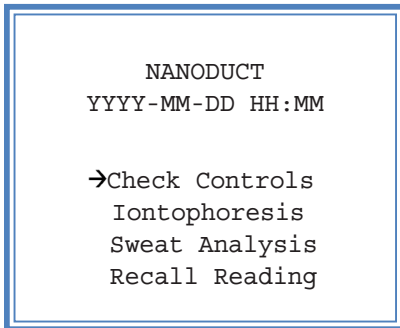 NANODUCT
YYYY-MM-DD HH:MM
→Check Controls
Iontophoresis
Sweat Analysis
Recall Reading